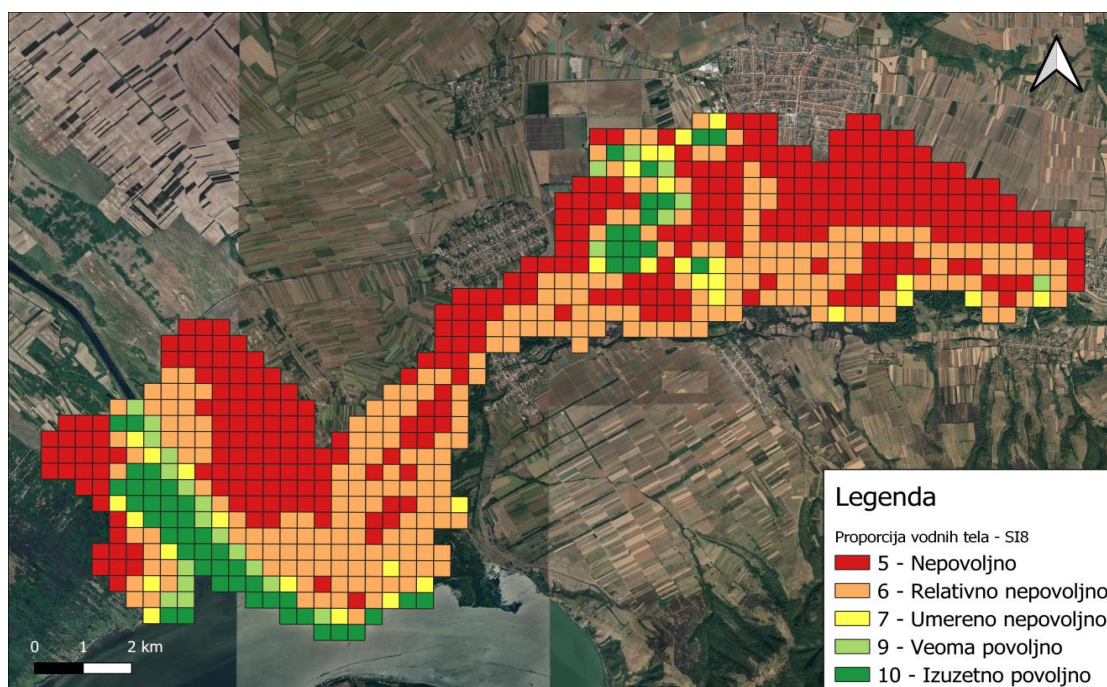 Legenda
Proporcija vodnih tela - SI8
5 - Nepovoljno
6 - Relativno nepovoljno
7 - Umereno nepovoljno
9 - Veoma povoljno
10 - Izuzetno povoljno
0 1 2 km